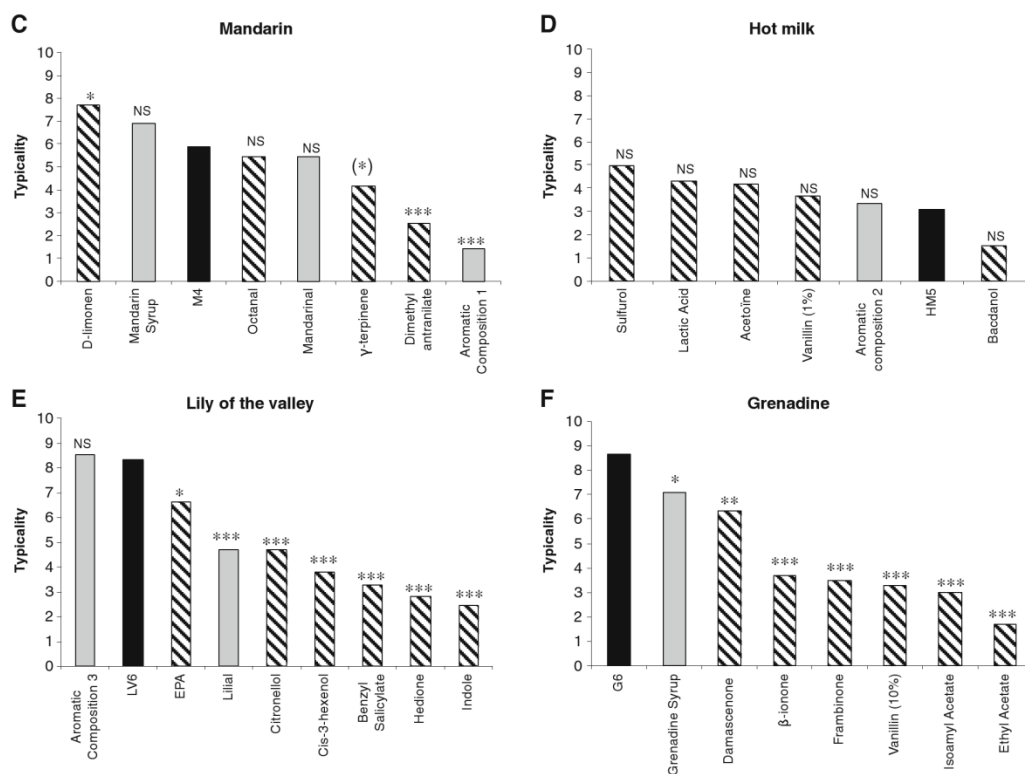 C
Mandarin
Typicality
10
9
8
7
6
5
4
3
2
1
0
*
NS
NS
NS
(*)
***
***
D-limonen
Mandarin
Syrup
M4
Octanal
Mandarinal
γ-terpinene
Dimethyl
antranilate
Aromatic
Composition 1
D
Hot milk
Typicality
10
9
8
7
6
5
4
3
2
1
0
NS
NS
NS
NS
NS
NS
Sulfurol
Lactic Acid
Acetoïne
Vanillin (1%)
Aromatic
composition 2
HM5
Bacdanol
E
Lily of the valley
Typicality
10
9
8
7
6
5
4
3
2
1
0
NS
*
***
***
***
***
***
***
Aromatic
Composition 3
LV6
EPA
Lilial
Citronellol
Cis-3-hexenol
Benzyl
Salicylate
Hedione
Indole
F
Grenadine
Typicality
10
9
8
7
6
5
4
3
2
1
0
*
**
***
***
***
***
***
G6
Grenadine Syrup
Damascenone
β-ionone
Frambinone
Vanillin (10%)
Isoamyl Acetate
Ethyl Acetate